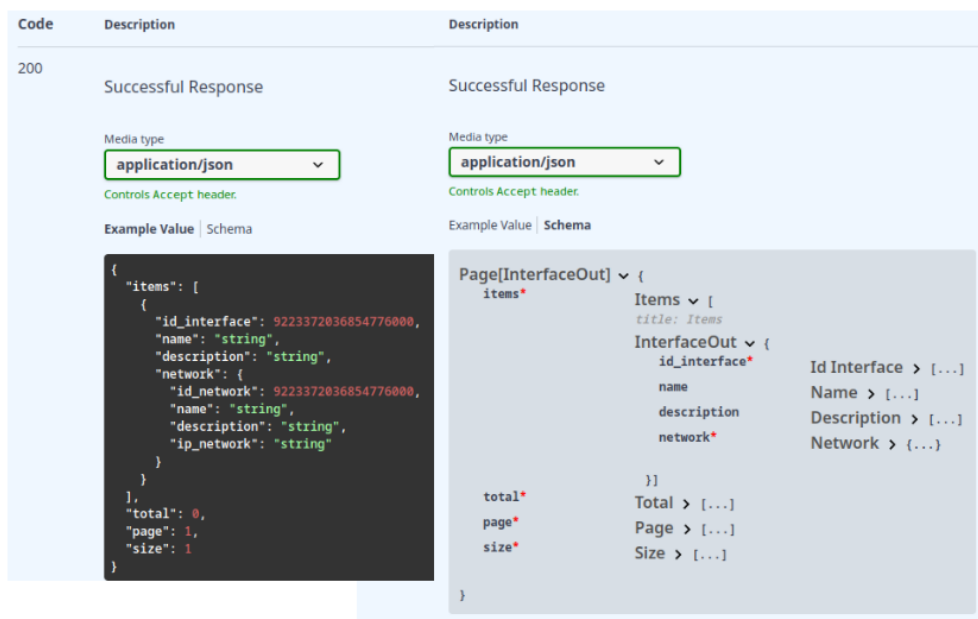 Code Description
200
Successful Response
Media type
application/json
Controls Accept header.
Example Value Schema
{
"items": [
{
"id_interface": 9223372036854776000,
"name": "string",
"description": "string",
"network": {
"id_network": 9223372036854776000,
"name": "string",
"description": "string",
"ip_network": "string"
}
}
],
"total": 0,
"page": 1,
"size": 1
}
Description
Successful Response
Media type
application/json
Controls Accept header.
Example Value Schema
Page[InterfaceOut] {
items* Items [
title: Items
InterfaceOut {
id_interface* Id Interface > [...]
name Name > [...]
description Description > [...]
network* Network > {...}
}]
total* Total > [...]
page* Page > [...]
size* Size > [...]
}